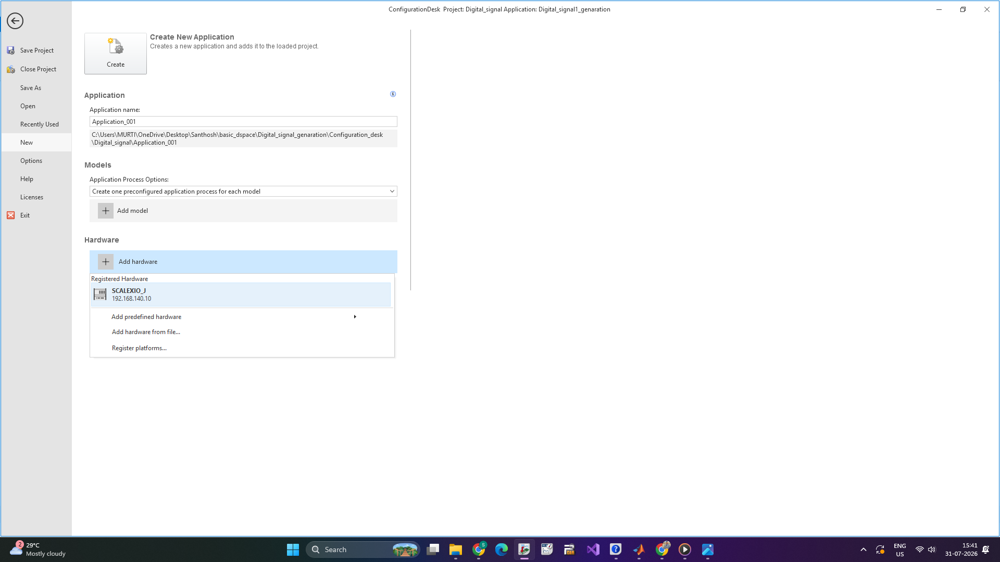 ConfigurationDesk  Project: Digital_signal Application: Digital_signal1_genaration
Save Project
Close Project
Save As
Open
Recently Used
New
Options
Help
Licenses
Exit
Create
Create New Application
Creates a new application and adds it to the loaded project.
Application
Application name:
Application_001
C:\Users\MURTI\OneDrive\Desktop\Santhosh\basic_dspace\Digital_signal_genaration\Configuration_desk
\Digital_signal\Application_001
Models
Application Process Options:
Create one preconfigured application process for each model
Add model
Hardware
Add hardware
Registered Hardware
SCALEXIO_J
192.168.140.10
Add predefined hardware
Add hardware from file...
Register platforms...
2
29°C
Mostly cloudy
Search
S
CAN
ENG
US
15:41
31-07-2026